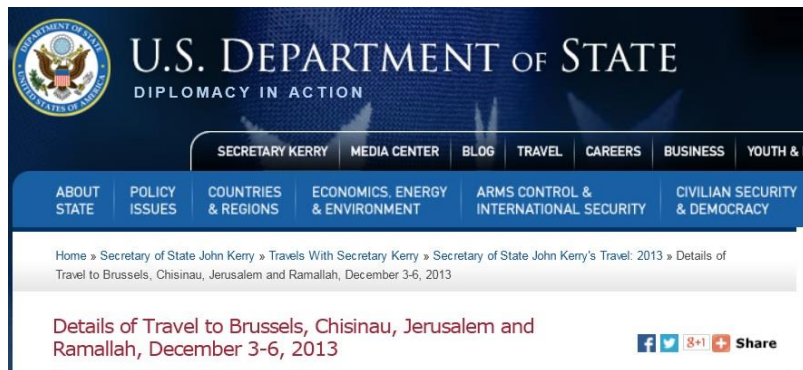 DEPARTMENT OF STATE
UNITED STATES OF AMERICA
U.S. DEPARTMENT OF STATE
DIPLOMACY IN ACTION
SECRETARY KERRY MEDIA CENTER BLOG TRAVEL CAREERS BUSINESS YOUTH &
ABOUT STATE
POLICY ISSUES
COUNTRIES & REGIONS
ECONOMICS, ENERGY & ENVIRONMENT
ARMS CONTROL & INTERNATIONAL SECURITY
CIVILIAN SECURITY & DEMOCRACY
Home » Secretary of State John Kerry » Travels With Secretary Kerry » Secretary of State John Kerry's Travel: 2013 » Details of
Travel to Brussels, Chisinau, Jerusalem and Ramallah, December 3-6, 2013
Details of Travel to Brussels, Chisinau, Jerusalem and
Ramallah, December 3-6, 2013
f 8+1 + Share